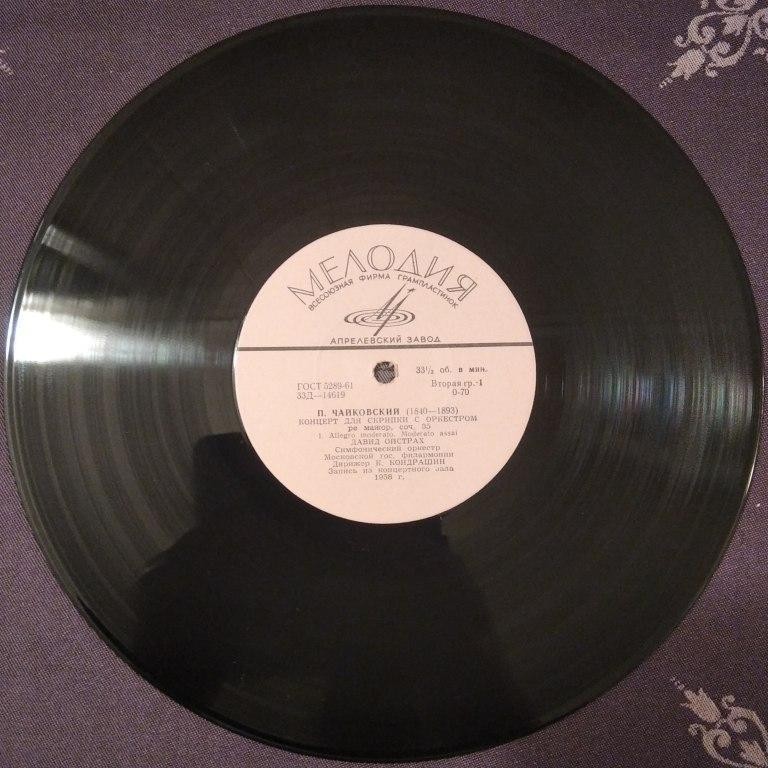 МЕЛОДИЯ
ВСЕСОЮЗНАЯ ФИРМА ГРАМПЛАСТИНОК
АПРЕЛЕВСКИЙ ЗАВОД
33½ об. в мин.
ГОСТ 5289-61 Вторая гр.-1
33Д—14619 0-70
П. ЧАЙКОВСКИЙ (1840—1893)
КОНЦЕРТ ДЛЯ СКРИПКИ С ОРКЕСТРОМ
ре мажор, соч. 35
1. Allegro moderato. Moderato assai
ДАВИД ОЙСТРАХ
Симфонический оркестр
Московской гос. филармонии
Дирижер К. КОНДРАШИН
Запись из концертного зала
1958 г.